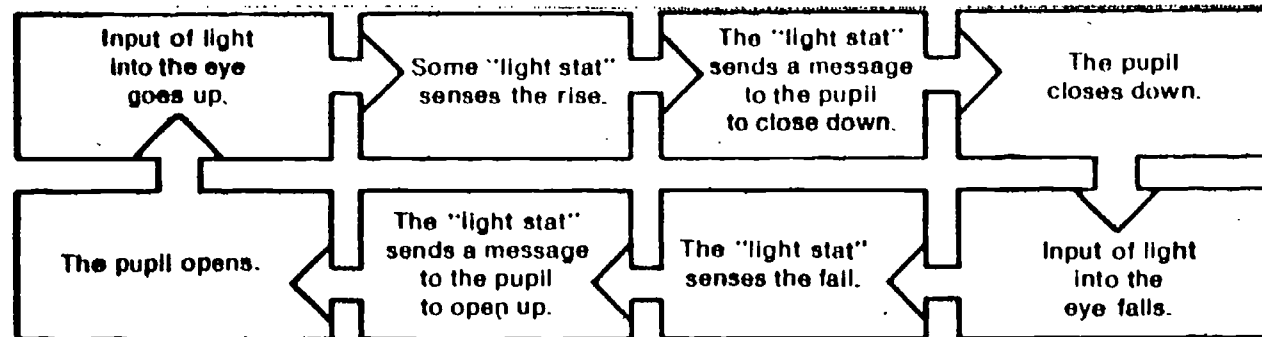 Input of light
into the eye
goes up.
Some "light stat"
senses the rise.
The "light stat"
sends a message
to the pupil
to close down.
The pupil
closes down.
Input of light
into the
eye falls.
The "light stat"
senses the fall.
The "light stat"
sends a message
to the pupil
to open up.
The pupil opens.